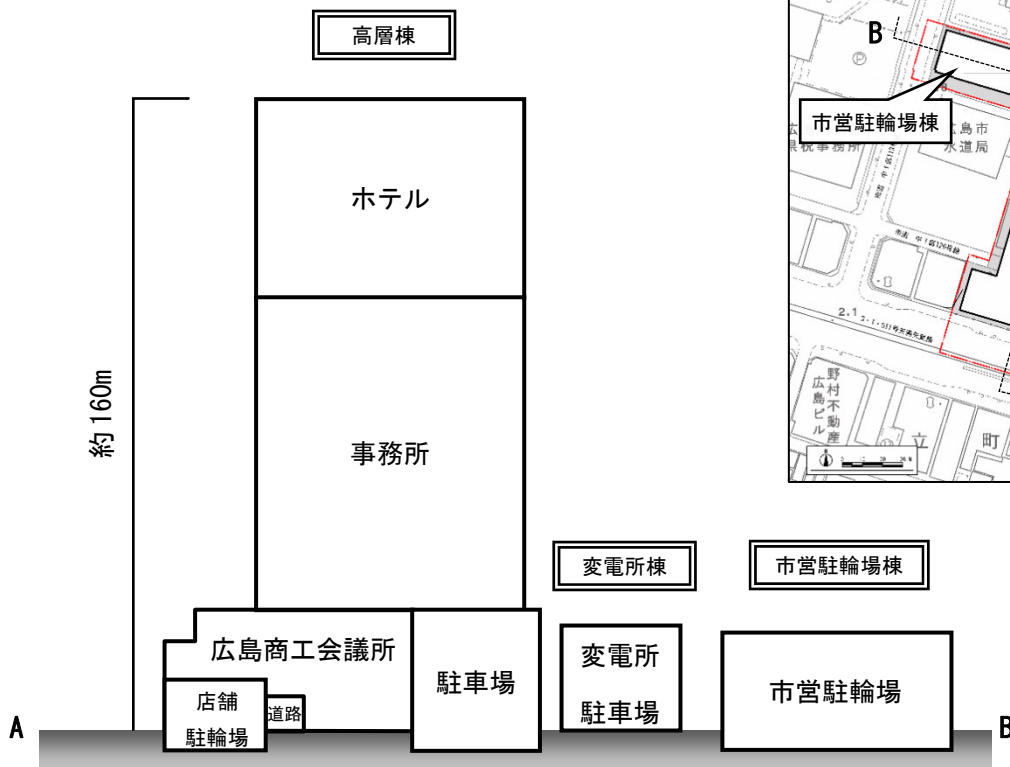 高層棟
ホテル
事務所
約160m
変電所棟
市営駐輪場棟
広島商工会議所
駐車場
店舗
駐輪場
道路
変電所
駐車場
市営駐輪場
A
B
B
市営駐輪場棟
広島市
水道局
税事務所
2.1
野村不動産
広島ビル
立
町